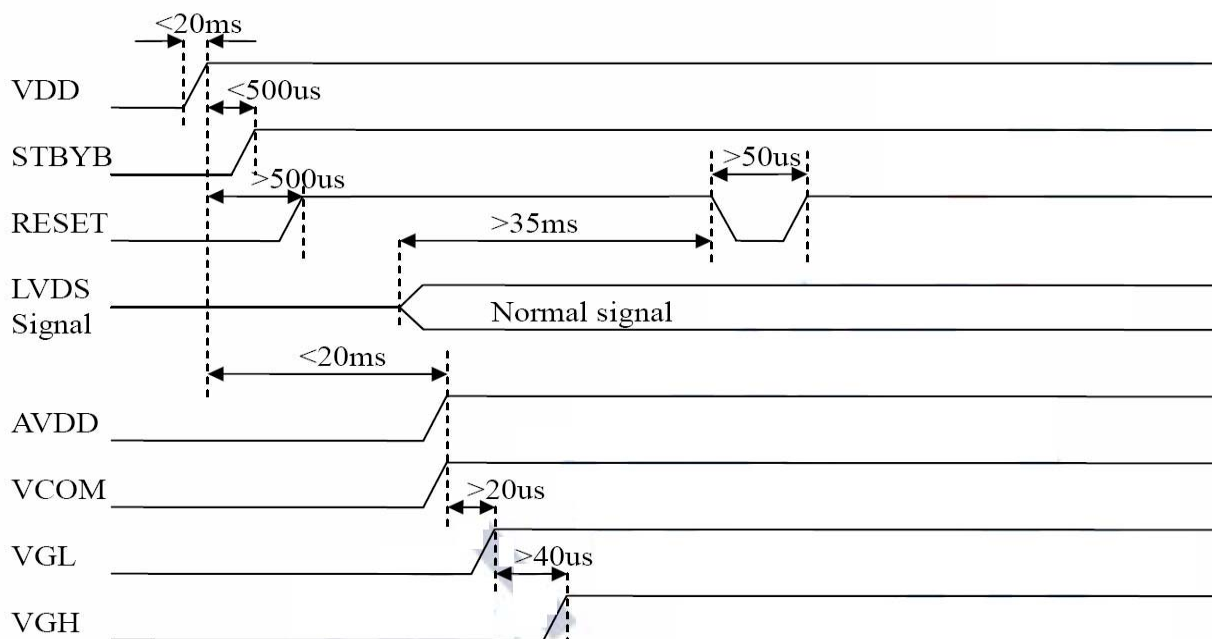 <20ms
VDD
<500us
STBYB
>500us
>50us
RESET
>35ms
LVDS
Signal
Normal signal
<20ms
AVDD
VCOM
>20us
VGL
>40us
VGH